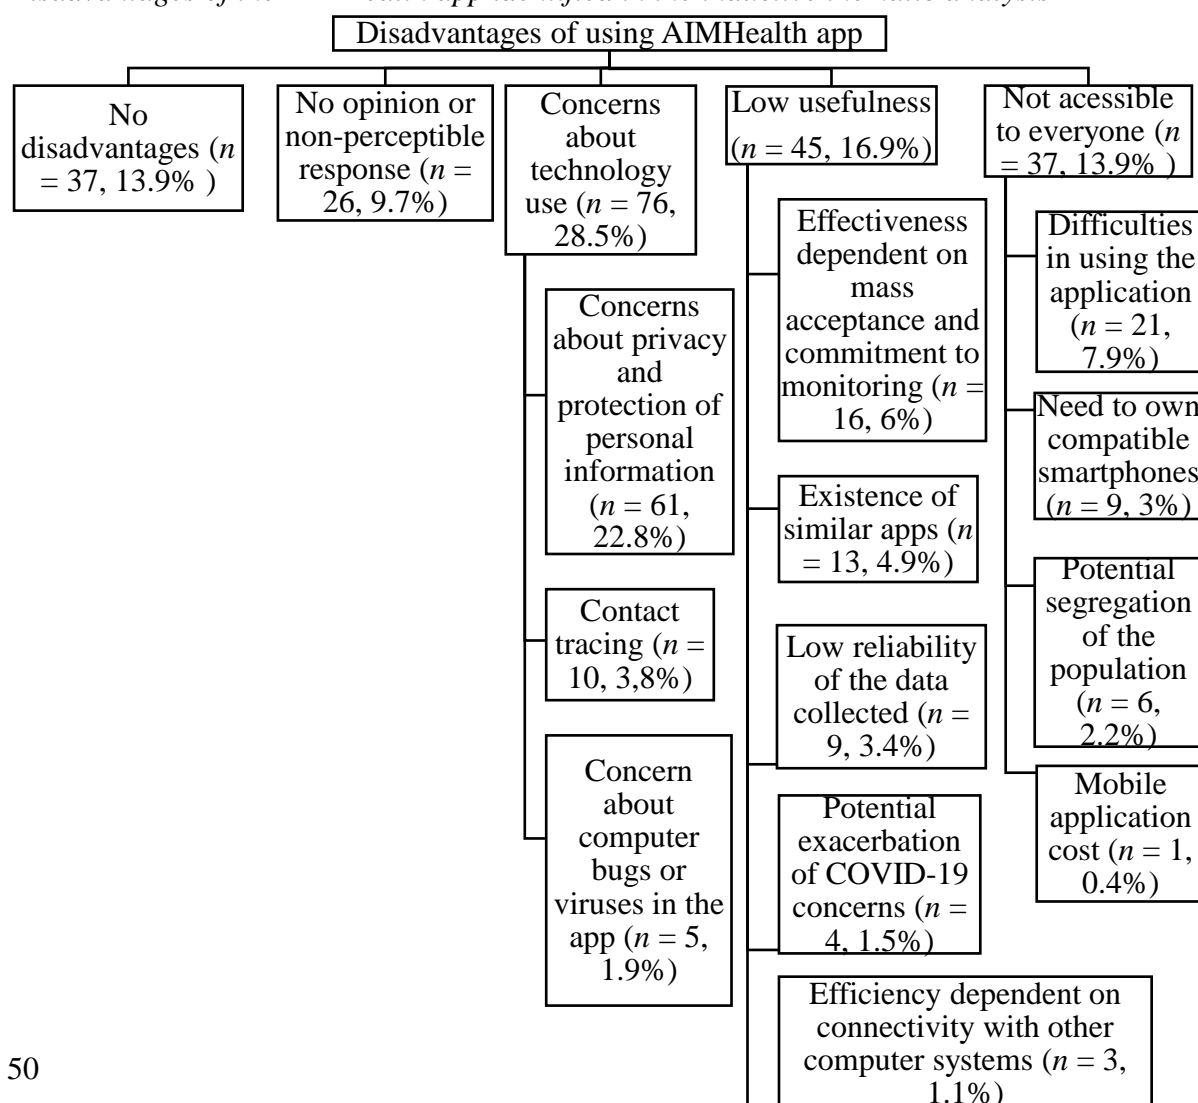 Disadvantages of using AIMHealth app
No
disadvantages (n
= 37, 13.9% )
No opinion or
non-perceptible
response (n =
26, 9.7%)
Concerns
about
technology
use (n = 76,
28.5%)
Concerns
about privacy
and
protection of
personal
information
(n = 61,
22.8%)
Contact
tracing (n =
10, 3,8%)
Concern
about
computer
bugs or
viruses in the
app (n = 5,
1.9%)
Low usefulness
(n = 45, 16.9%)
Effectiveness
dependent on
mass
acceptance and
commitment to
monitoring (n =
16, 6%)
Existence of
similar apps (n
= 13, 4.9%)
Low reliability
of the data
collected (n =
9, 3.4%)
Potential
exacerbation
of COVID-19
concerns (n =
4, 1.5%)
Efficiency dependent on
connectivity with other
computer systems (n = 3,
1.1%)
Not acessible
to everyone (n
= 37, 13.9% )
Difficulties
in using the
application
(n = 21,
7.9%)
Need to own
compatible
smartphones
(n = 9, 3%)
Potential
segregation
of the
population
(n = 6,
2.2%)
Mobile
application
cost (n = 1,
0.4%)
50